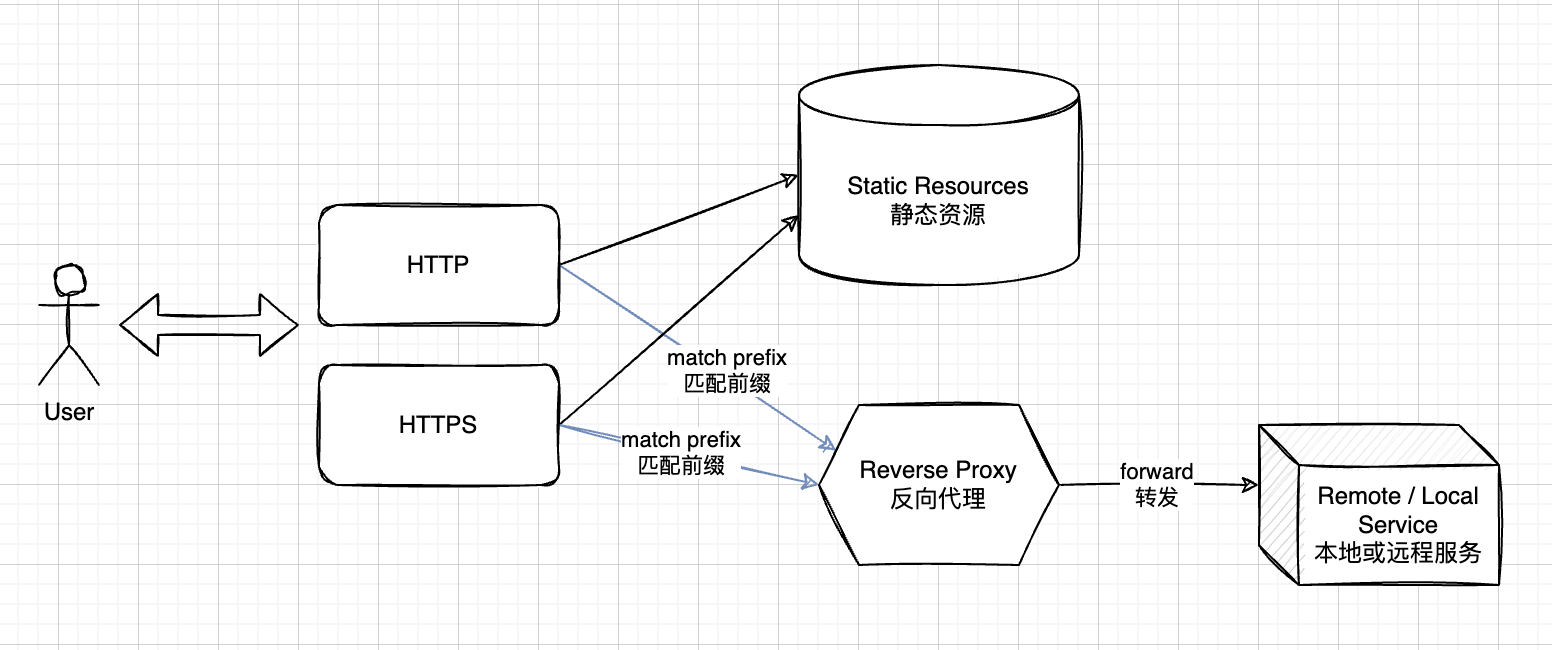 Static Resources
静态资源
HTTP
User
HTTPS
match prefix
匹配前缀
match prefix
匹配前缀
Reverse Proxy
反向代理
forward
转发
Remote / Local
Service
本地或远程服务